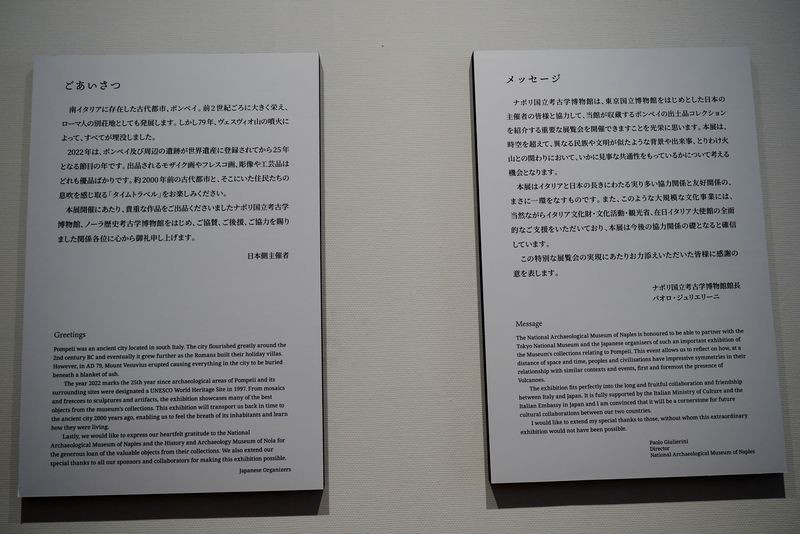 ごあいさつ
南イタリアに存在した古代都市、ポンペイ。前2世紀ごろに大きく栄え、
ローマ人の別荘地としても発展します。しかし79年、ヴェスヴィオ山の噴火に
よって、すべてが埋没しました。
2022年は、ポンペイ及び周辺の遺跡が世界遺産に登録されてから25年
となる節目の年です。出品されるモザイク画やフレスコ画、彫像や工芸品は
どれも優品ばかりです。約2000年前の古代都市と、そこにいた住民たちの
息吹を感じ取る「タイムトラベル」をお楽しみください。
本展開催にあたり、貴重な作品をご出品くださいましたナポリ国立考古学
博物館、ノーラ歴史考古学博物館をはじめ、ご協賛、ご後援、ご協力を賜り
ました関係各位に心から御礼申し上げます。
日本側主催者
Greetings
Pompeii was an ancient city located in south Italy. The city flourished greatly around the
2nd century BC and eventually it grew further as the Romans built their holiday villas.
However, in AD 79, Mount Vesuvius erupted causing everything in the city to be buried
beneath a blanket of ash.
The year 2022 marks the 25th year since archaeological areas of Pompeii and its
surrounding sites were designated a UNESCO World Heritage Site in 1997. From mosaics
and frescoes to sculptures and artifacts, the exhibition showcases many of the best
objects from the museum's collections. This exhibition will transport us back in time to
the ancient city 2000 years ago, enabling us to feel the breath of its inhabitants and learn
how they were living.
Lastly, we would like to express our heartfelt gratitude to the National
Archaeological Museum of Naples and the History and Archaeology Museum of Nola for
the generous loan of the valuable objects from their collections. We also extend our
special thanks to all our sponsors and collaborators for making this exhibition possible.
Japanese Organizers
メッセージ
ナポリ国立考古学博物館は、東京国立博物館をはじめとした日本の
主催者の皆様と協力して、当館が収蔵するポンペイの出土品コレクション
を紹介する重要な展覧会を開催できますことを光栄に思います。本展は、
時空を超えて、異なる民族や文明が似たような背景や出来事、とりわけ火
山との関わりにおいて、いかに見事な共通性をもっているかについて考える
機会となります。
本展はイタリアと日本の長きにわたる実り多い協力関係と友好関係の、
まさに一環をなすものです。また、このような大規模な文化事業には、
当然ながらイタリア文化財・文化活動・観光省、在日イタリア大使館の全面
的なご支援をいただいており、本展は今後の協力関係の礎となると確信
しています。
この特別な展覧会の実現にあたりお力添えいただいた皆様に感謝の
意を表します。
ナポリ国立考古学博物館館長
パオロ・ジュリエリーニ
Message
The National Archaeological Museum of Naples is honoured to be able to partner with the
Tokyo National Museum and the Japanese organisers of such an important exhibition of
the Museum's collections relating to Pompeii. This event allows us to reflect on how, at a
distance of space and time, peoples and civilisations have impressive symmetries in their
relationship with similar contexts and events, first and foremost the presence of
Volcanoes.
The exhibition fits perfectly into the long and fruitful collaboration and friendship
between Italy and Japan. It is fully supported by the Italian Ministry of Culture and the
Italian Embassy in Japan and I am convinced that it will be a cornerstone for future
cultural collaborations between our two countries.
I would like to extend my special thanks to those, without whom this extraordinary
exhibition would not have been possible.
Paolo Giulierini
Director
National Archaeological Museum of Naples